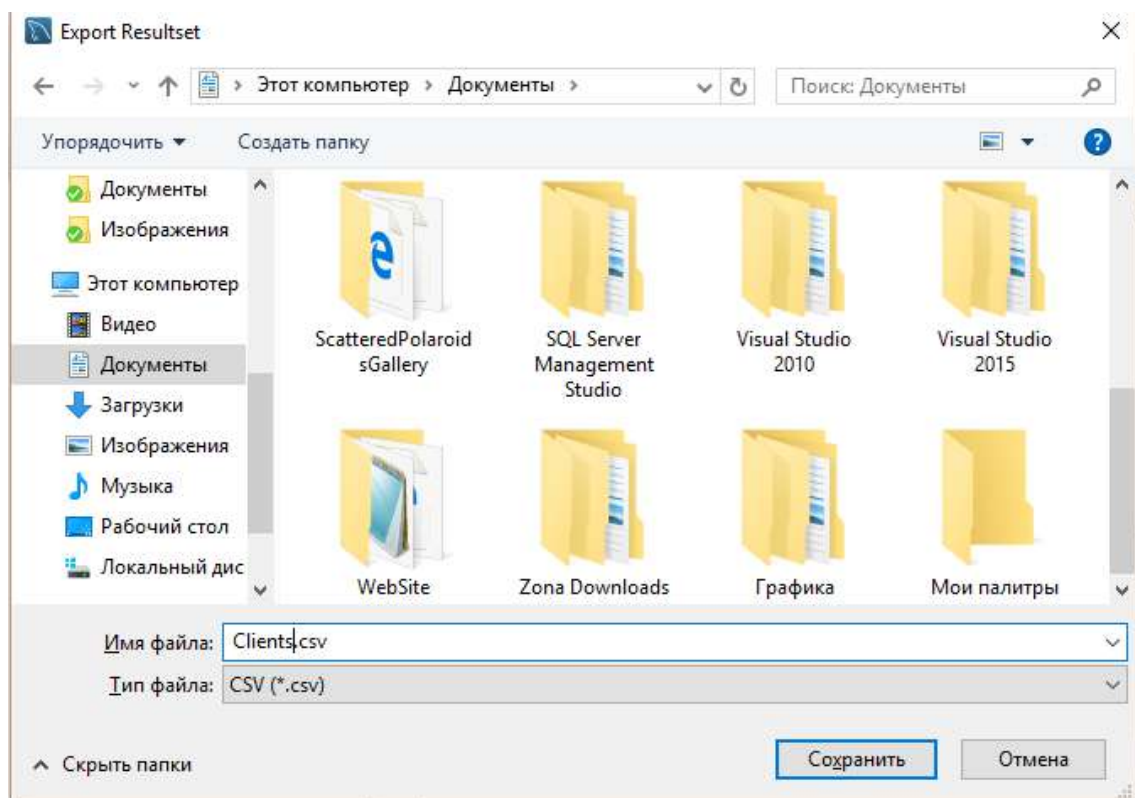 Export Resultset
Этот компьютер > Документы >
Поиск: Документы
Упорядочить
Создать папку
Документы
Изображения
Этот компьютер
Видео
Документы
Загрузки
Изображения
Музыка
Рабочий стол
Локальный дис
ScatteredPolaroid
sGallery
SQL Server
Management
Studio
Visual Studio
2010
Visual Studio
2015
WebSite
Zona Downloads
Графика
Мои палитры
Имя файла: Clients.csv
Тип файла: CSV (*.csv)
Скрыть папки
Сохранить
Отмена